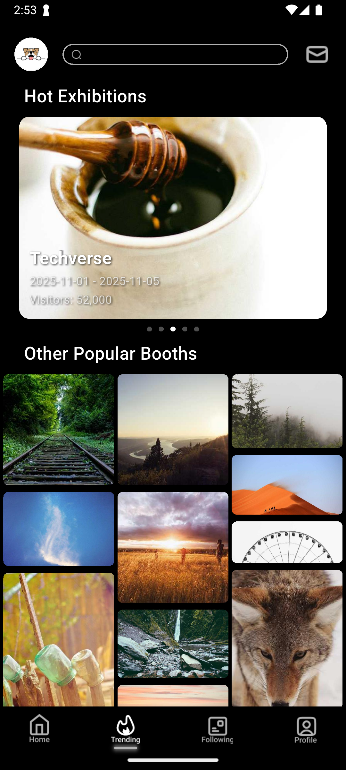 2:53
Hot Exhibitions
Techverse
2025-11-01 - 2025-11-05
Visitors: 52,000
Other Popular Booths
Home
Trending
Following
Profile